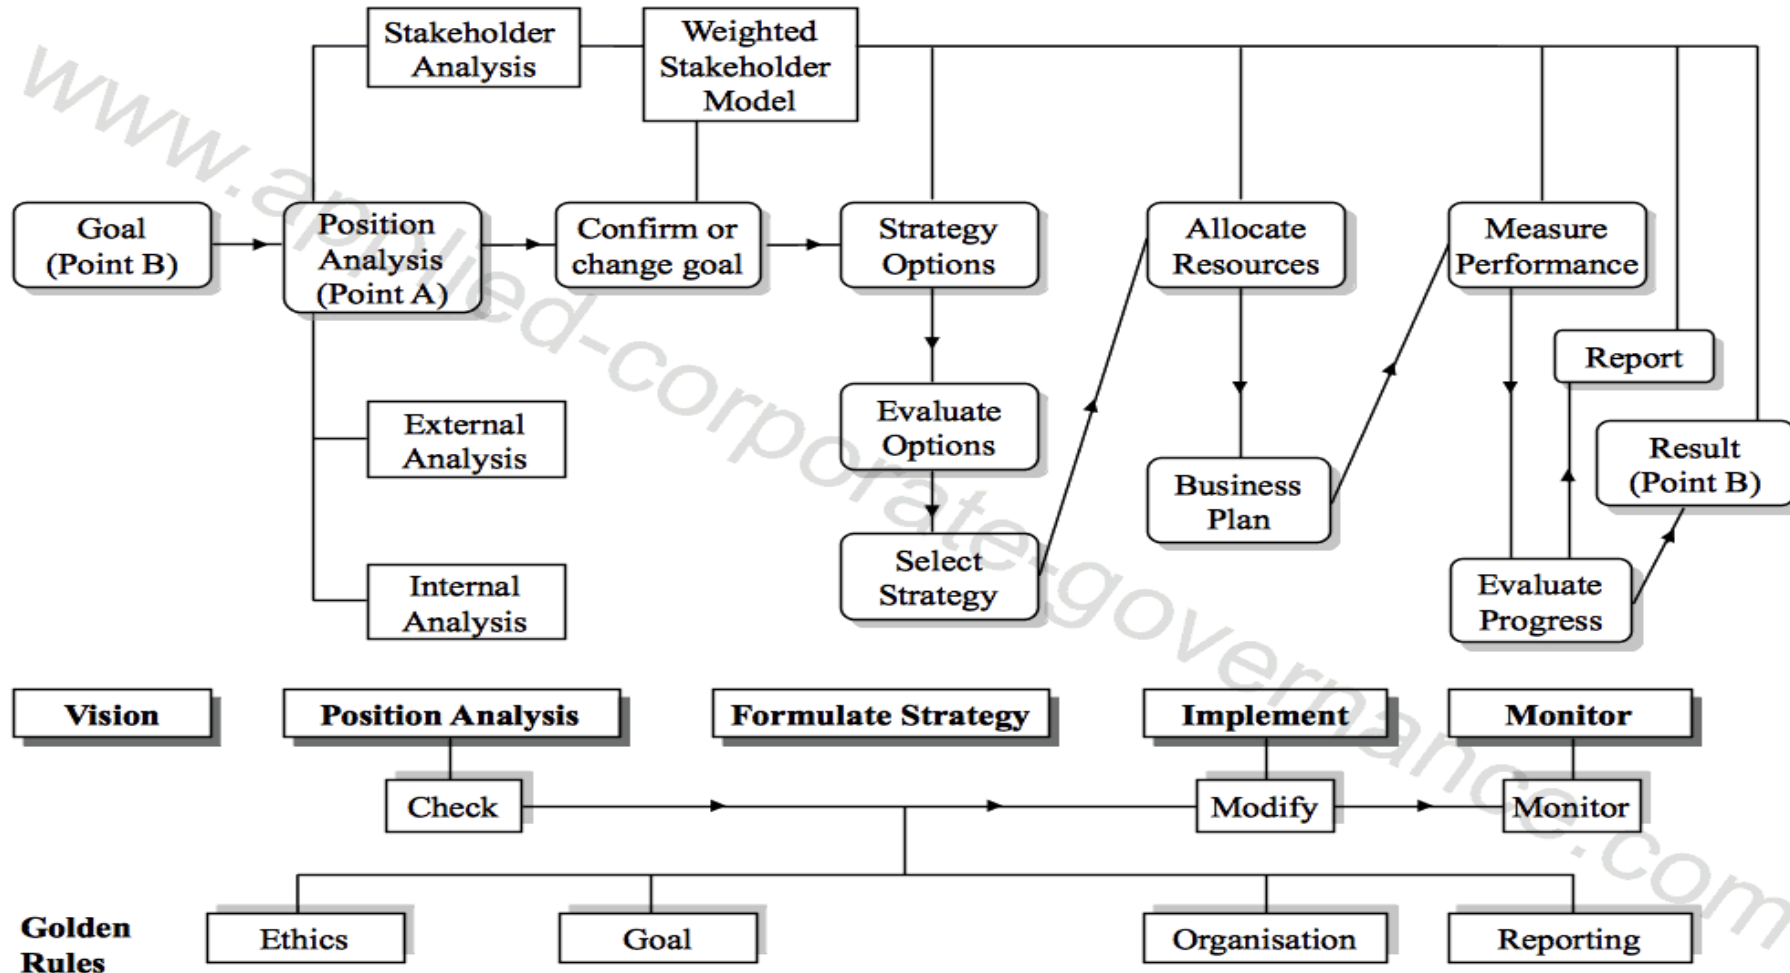 Stakeholder
Analysis
Weighted
Stakeholder
Model
Goal
(Point B)
Position
Analysis
(Point A)
Confirm or
change goal
Strategy
Options
Allocate
Resources
Measure
Performance
Report
External
Analysis
Evaluate
Options
Business
Plan
Result
(Point B)
Internal
Analysis
Select
Strategy
Evaluate
Progress
Vision
Position Analysis
Formulate Strategy
Implement
Monitor
Check
Modify
Monitor
Golden
Rules
Ethics
Goal
Organisation
Reporting
www.applied-corporate-governance.com